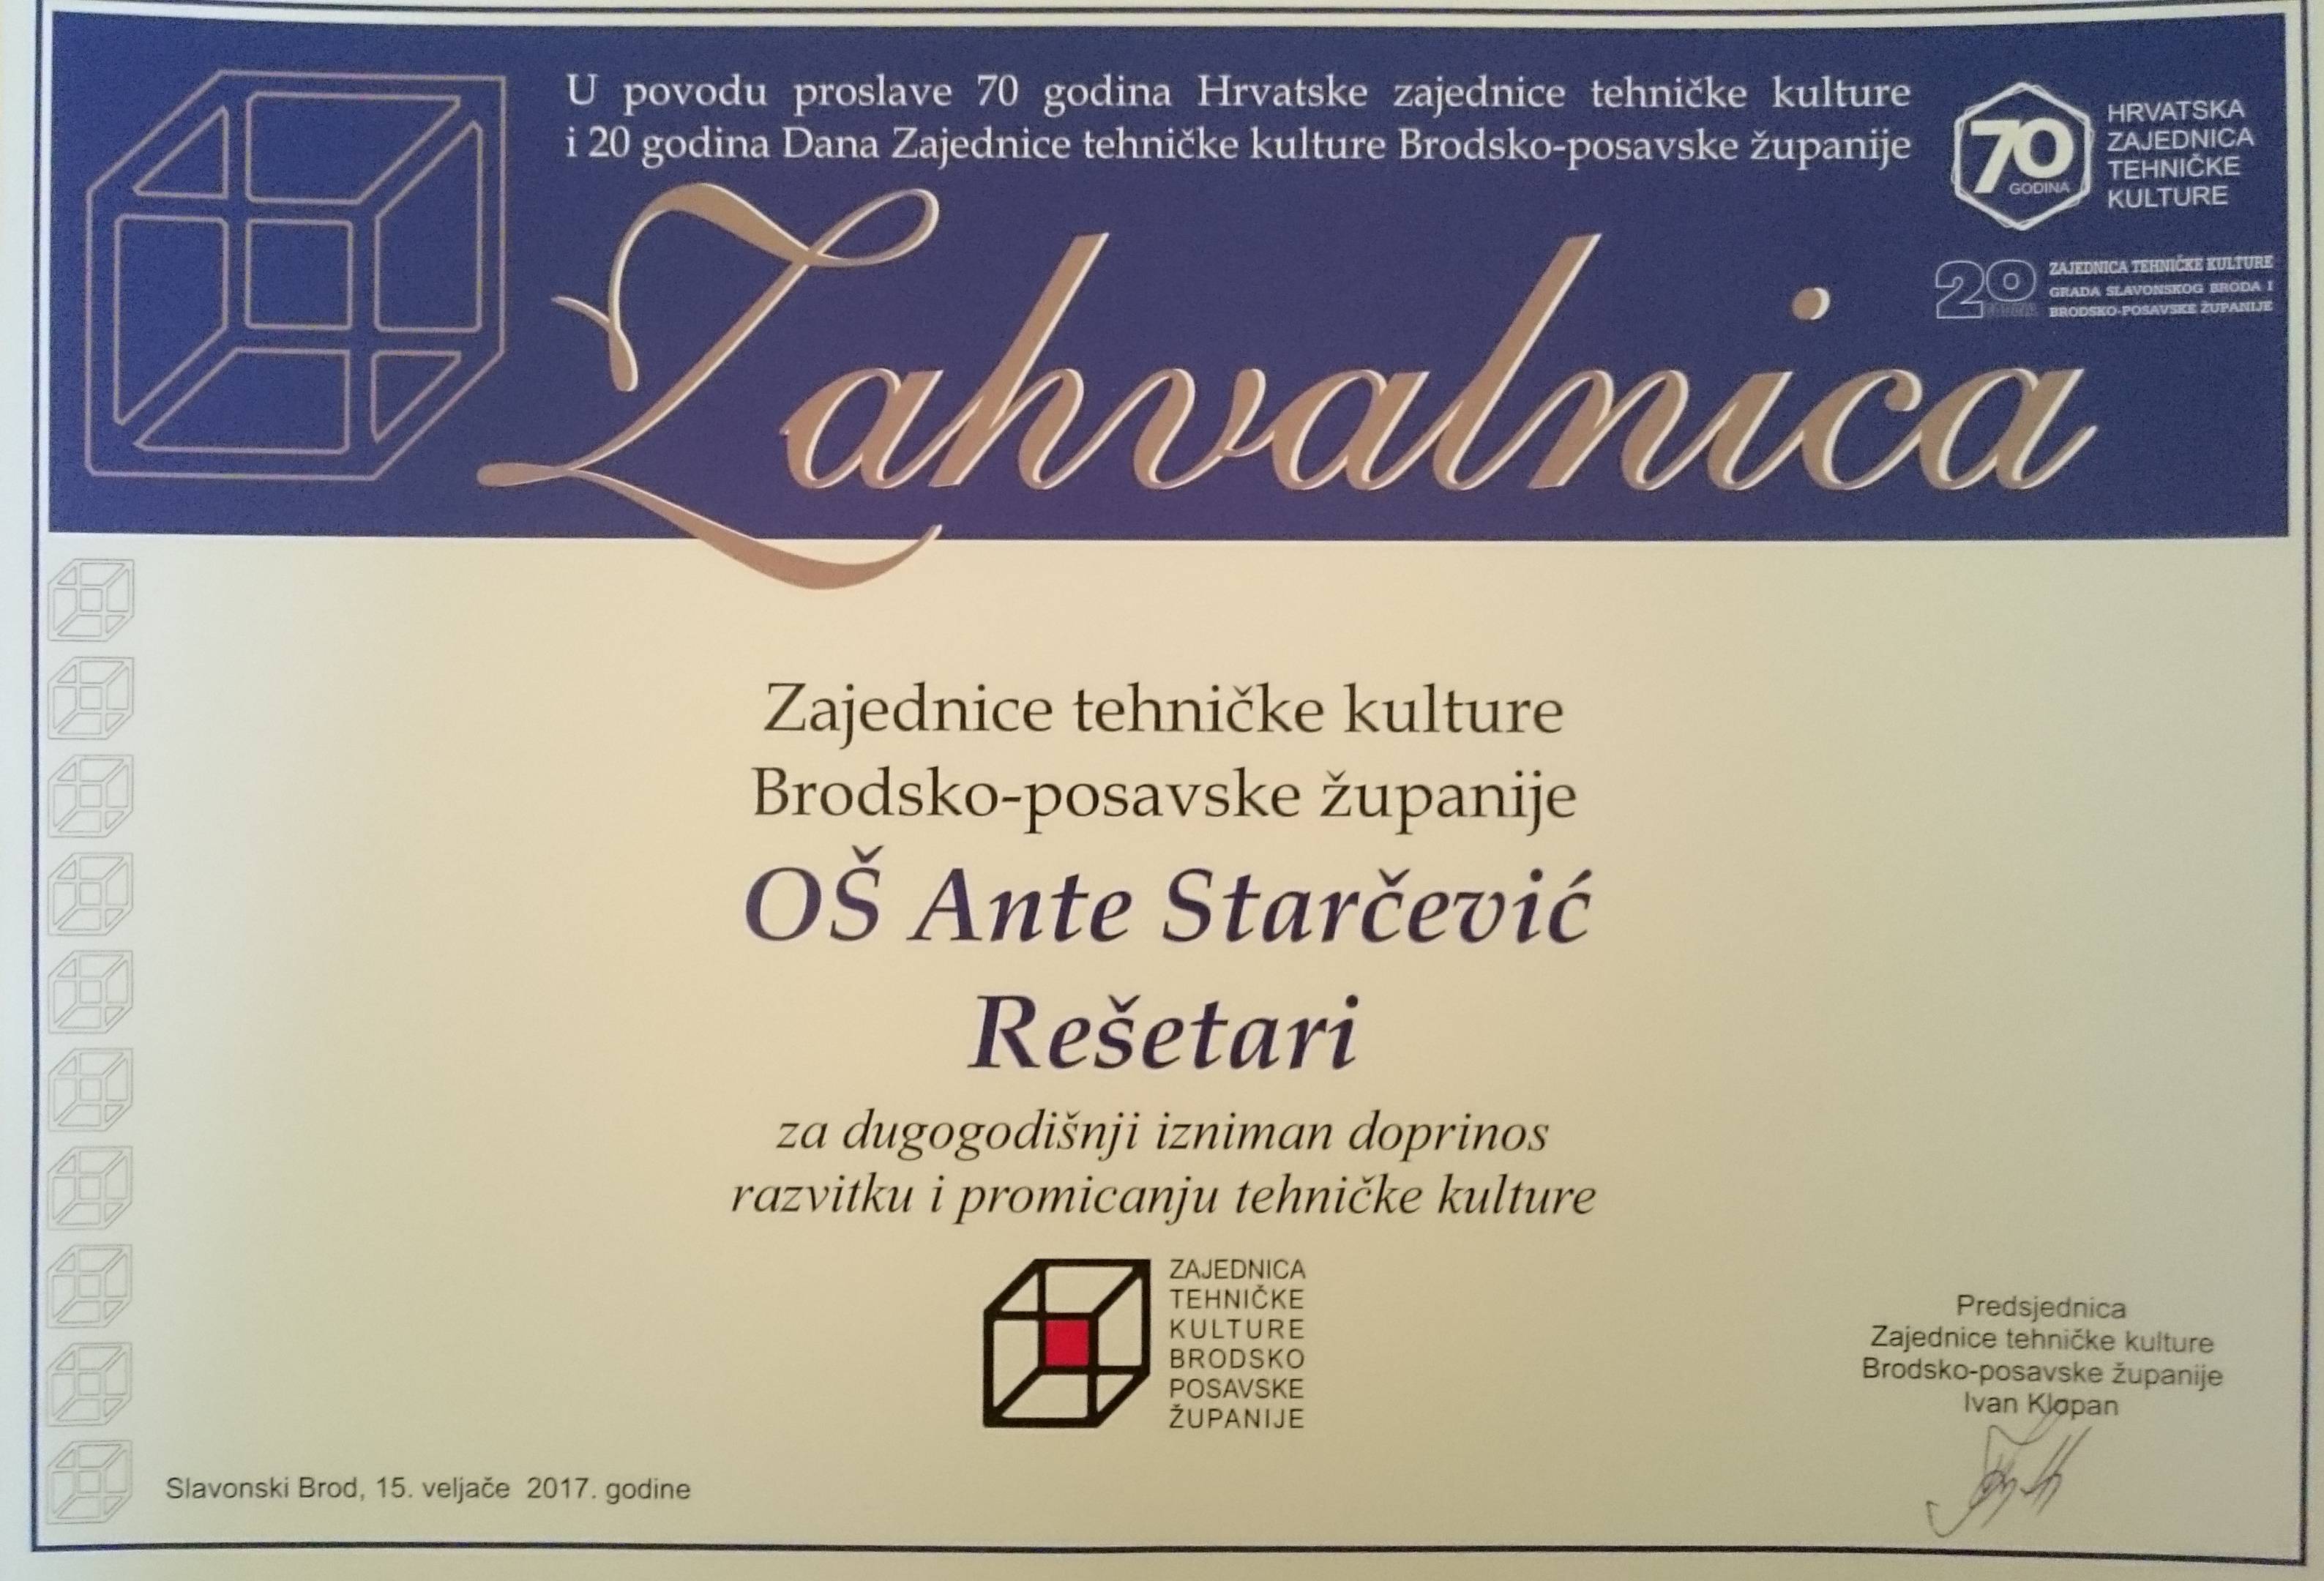 U povodu proslave 70 godina Hrvatske zajednice tehničke kulture
i 20 godina Dana Zajednice tehničke kulture Brodsko-posavske županije
70
GODINA
HRVATSKA
ZAJEDNICA
TEHNIČKE
KULTURE
20
ZAJEDNICA TEHNIČKE KULTURE
GRADA SLAVONSKOG BRODA I
BRODSKO-POSAVSKE ŽUPANIJE
Zahvalnica
Zajednice tehničke kulture
Brodsko-posavske županije
OŠ Ante Starčević
Rešetari
za dugogodišnji izniman doprinos
razvitku i promicanju tehničke kulture
ZAJEDNICA
TEHNIČKE
KULTURE
BRODSKO
POSAVSKE
ŽUPANIJE
Predsjednica
Zajednice tehničke kulture
Brodsko-posavske županije
Ivan Klopan
Slavonski Brod, 15. veljače 2017. godine